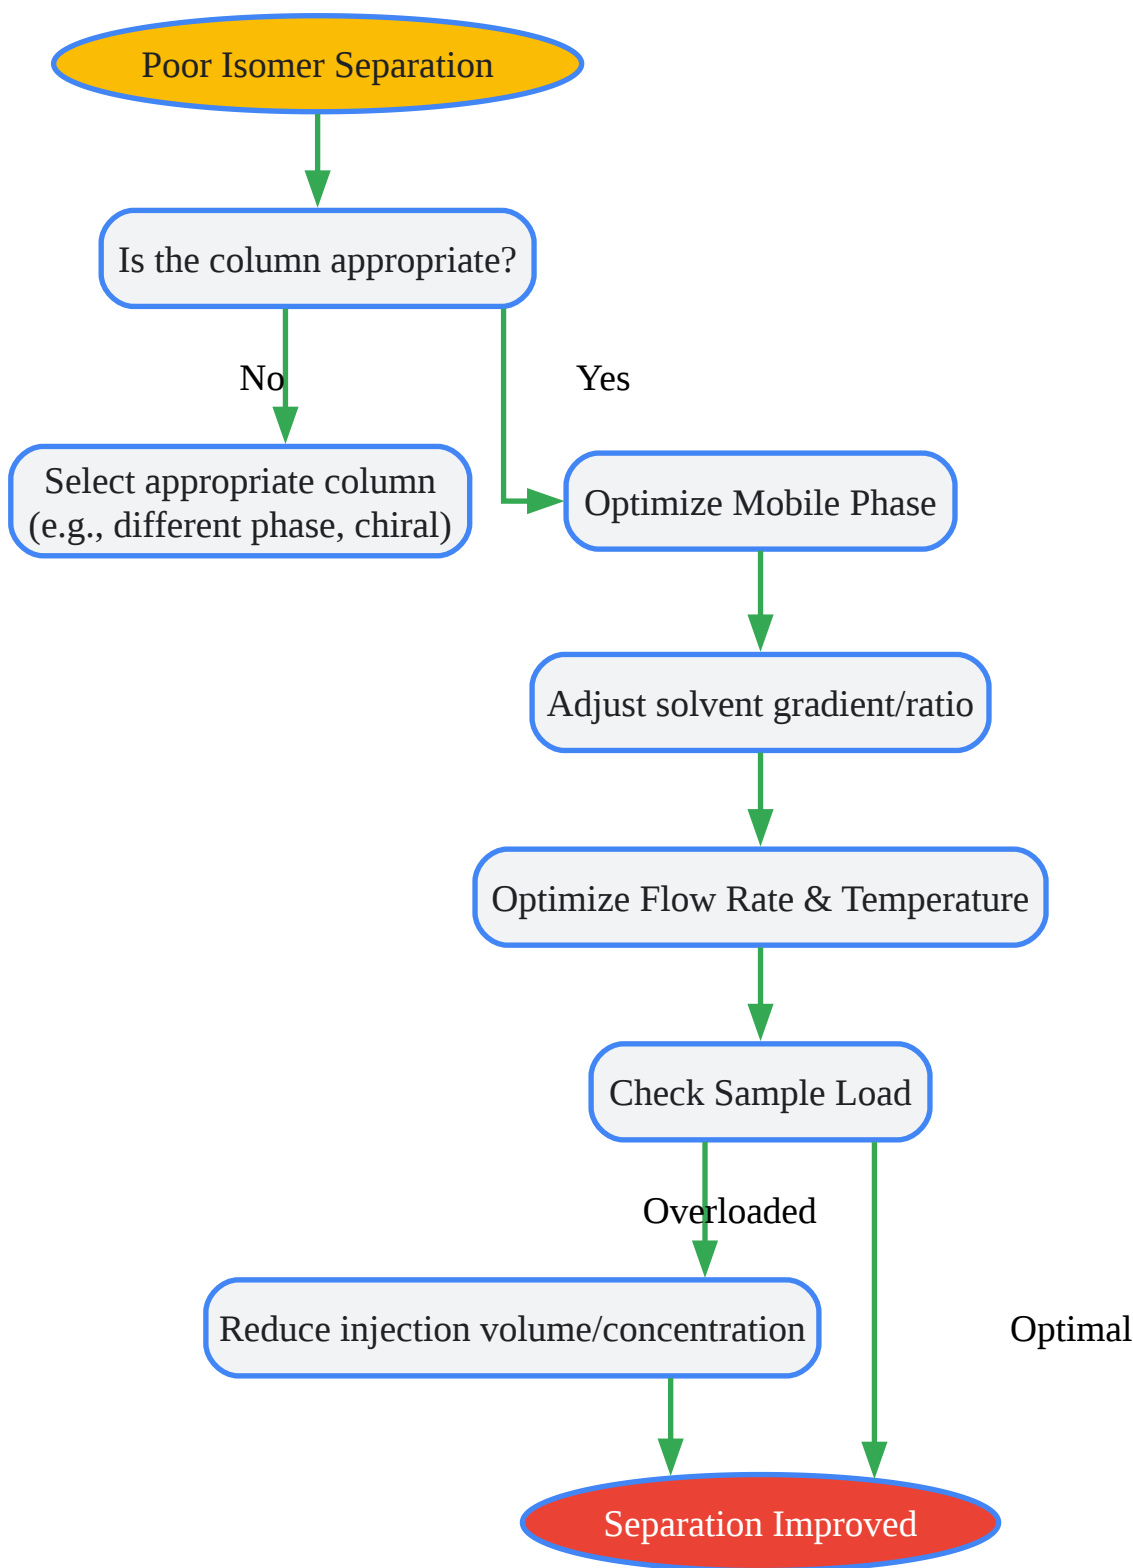 Poor Isomer Separation
Is the column appropriate?
No
Yes
Select appropriate column
(e.g., different phase, chiral)
Optimize Mobile Phase
Adjust solvent gradient/ratio
Optimize Flow Rate & Temperature
Check Sample Load
Overloaded
Reduce injection volume/concentration
Optimal
Separation Improved